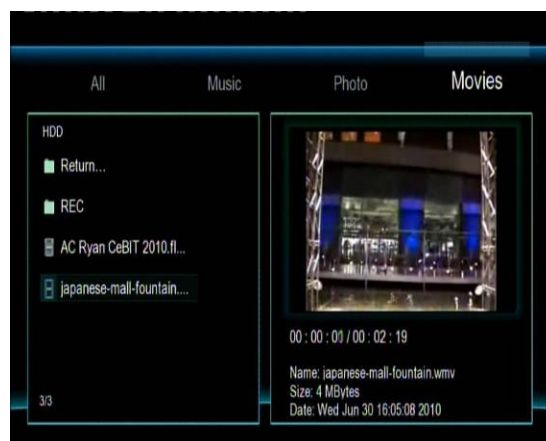 All Music Photo Movies
HDD
Return...
REC
AC Ryan CeBIT 2010.fl...
japanese-mall-fountain....
3/3
00 : 00 : 01 / 00 : 02 : 19
Name: japanese-mall-fountain.wmv
Size: 4 MBytes
Date: Wed Jun 30 16:05:08 2010